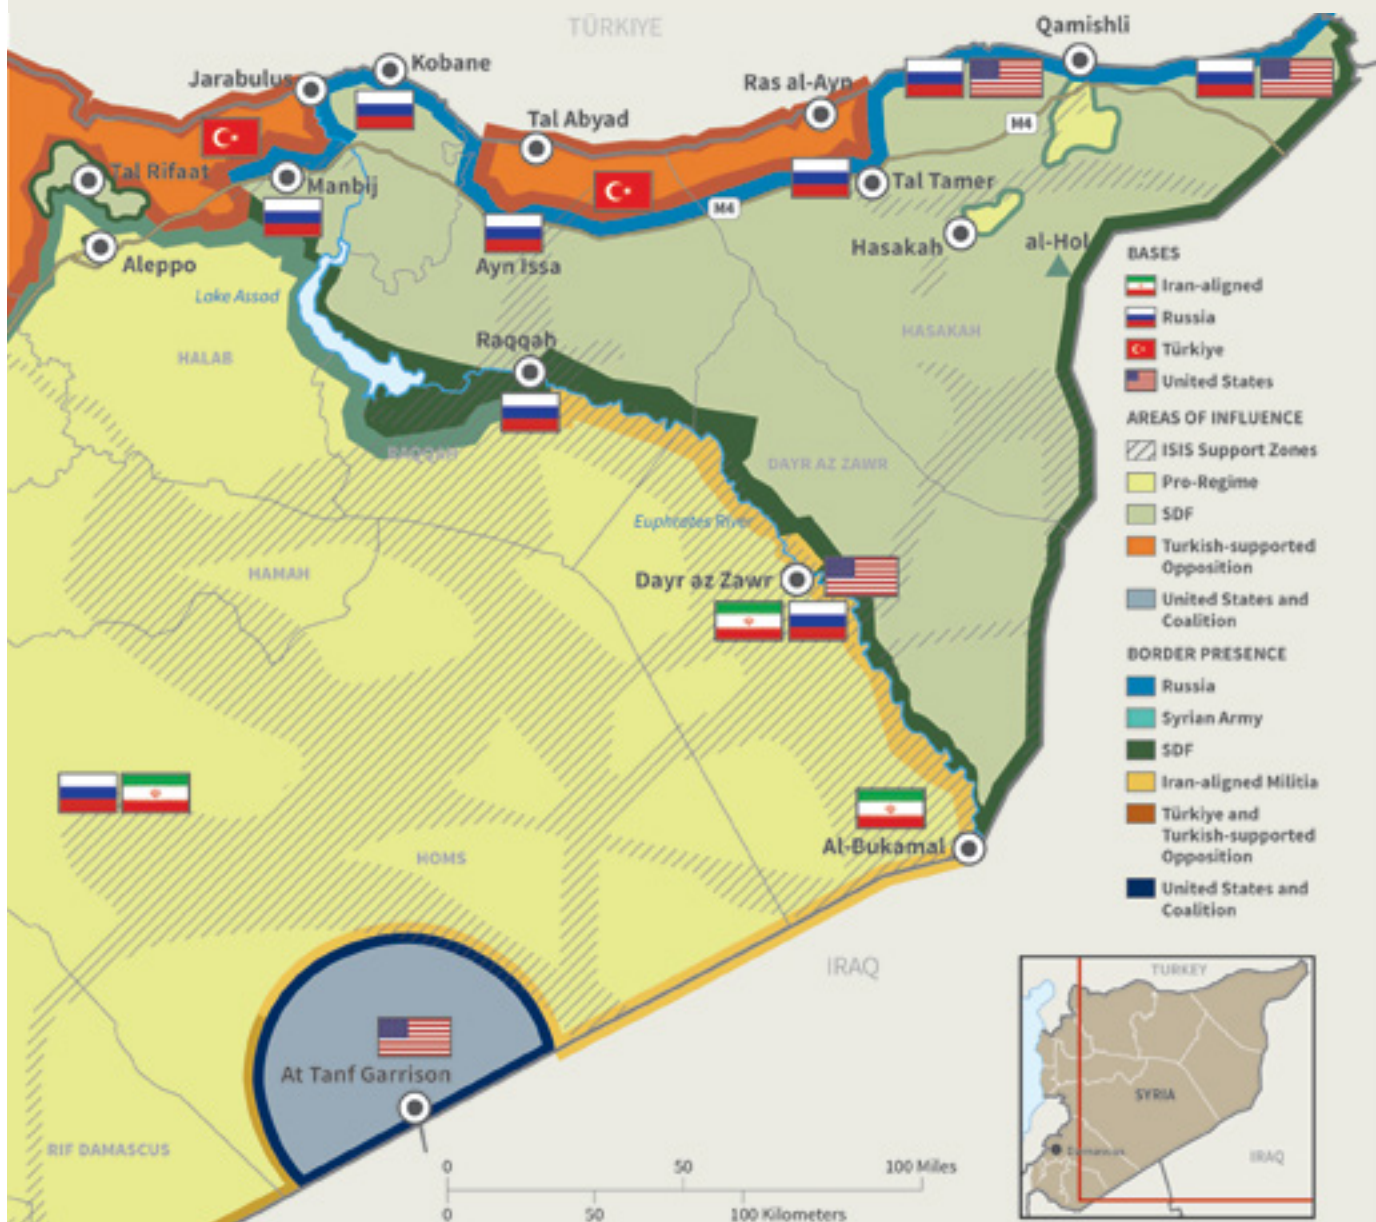 TÜRKIYE
Qamishli
Kobane
Jarabulus
Ras al-Ayn
Tal Abyad
M4
Tal Rifaat
Manbij
Tal Tamer
M4
Hasakah
al-Hol
Aleppo
Ayn Issa
Lake Assad
HASAKAH
Raqqah
HALAB
RAQQAH
DAYR AZ ZAWR
Euphrates River
HAMAH
Dayr az Zawr
Al-Bukamal
HOMS
IRAQ
At Tanf Garrison
RIF DAMASCUS
BASES
Iran-aligned
Russia
Türkiye
United States
AREAS OF INFLUENCE
ISIS Support Zones
Pro-Regime
SDF
Turkish-supported
Opposition
United States and
Coalition
BORDER PRESENCE
Russia
Syrian Army
SDF
Iran-aligned Militia
Türkiye and
Turkish-supported
Opposition
United States and
Coalition
TURKEY
SYRIA
Damascus
IRAQ
0 50 100 Miles
0 50 100 Kilometers